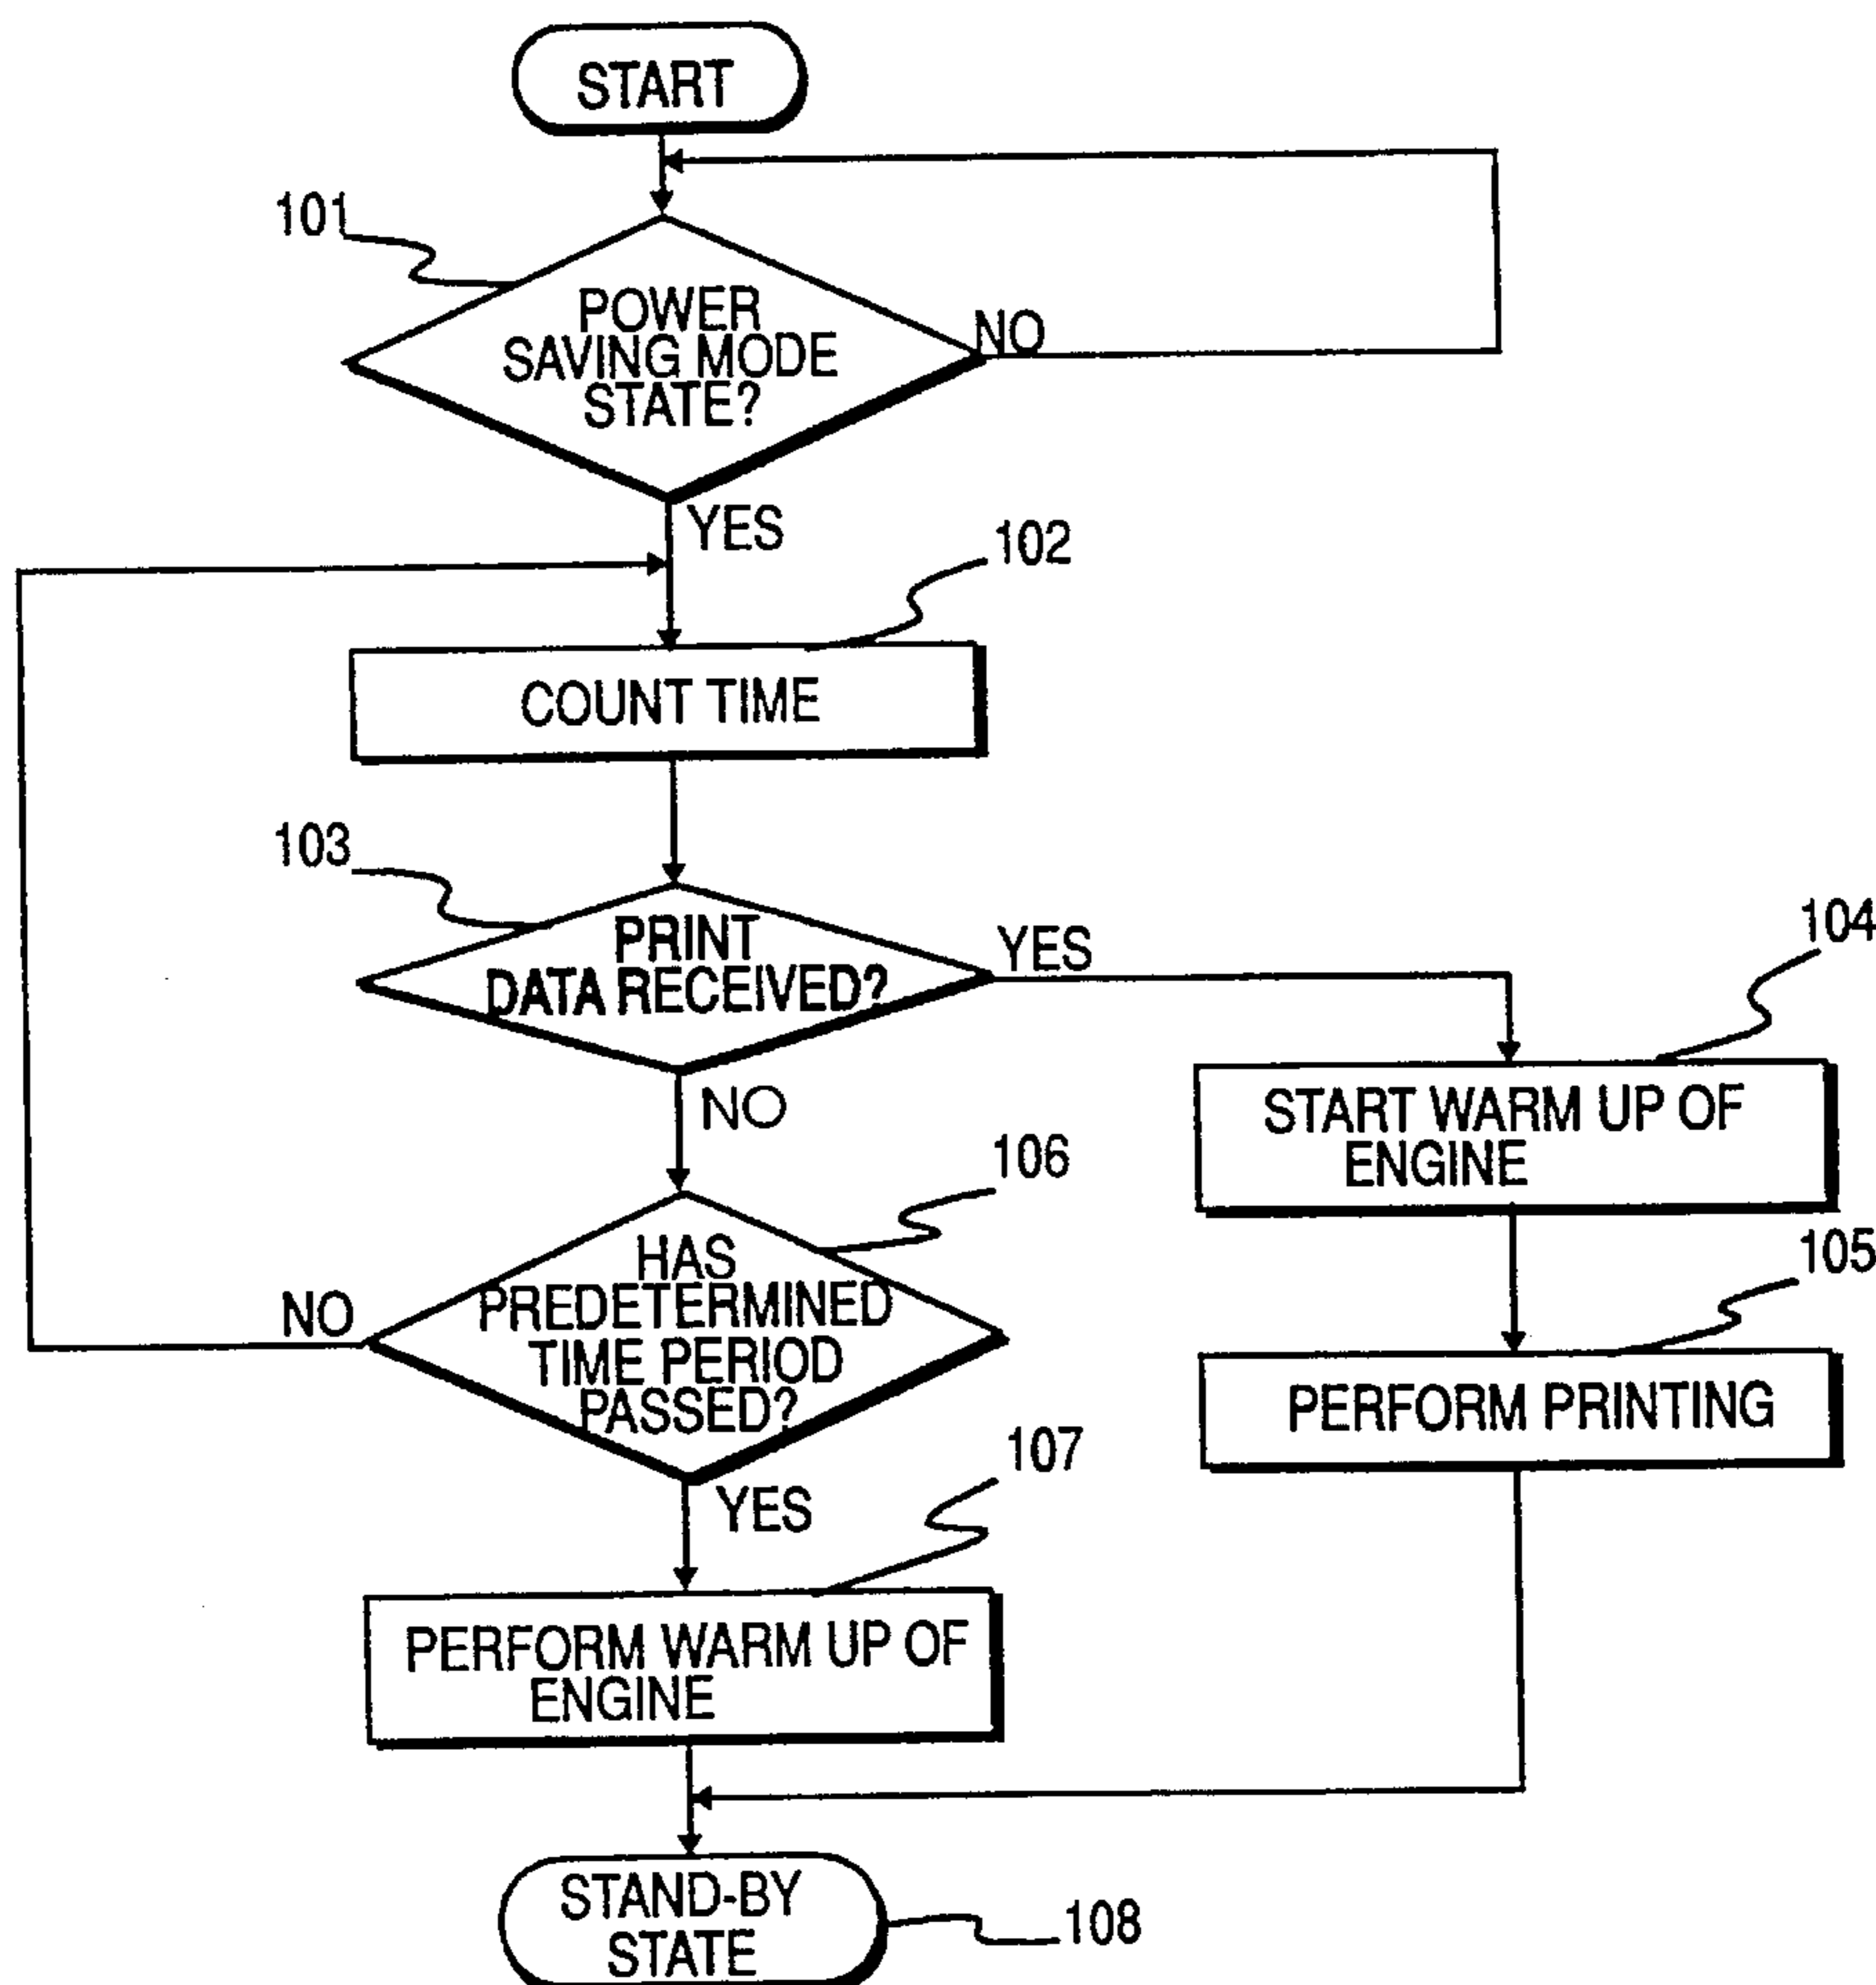 START
101
POWER
SAVING MODE
STATE?
NO
YES
102
COUNT TIME
103
PRINT
DATA RECEIVED?
YES
104
NO
START WARM UP OF
ENGINE
106
HAS
PREDETERMINED
TIME PERIOD
PASSED?
NO
105
PERFORM PRINTING
YES
107
PERFORM WARM UP OF
ENGINE
STAND-BY
STATE
108